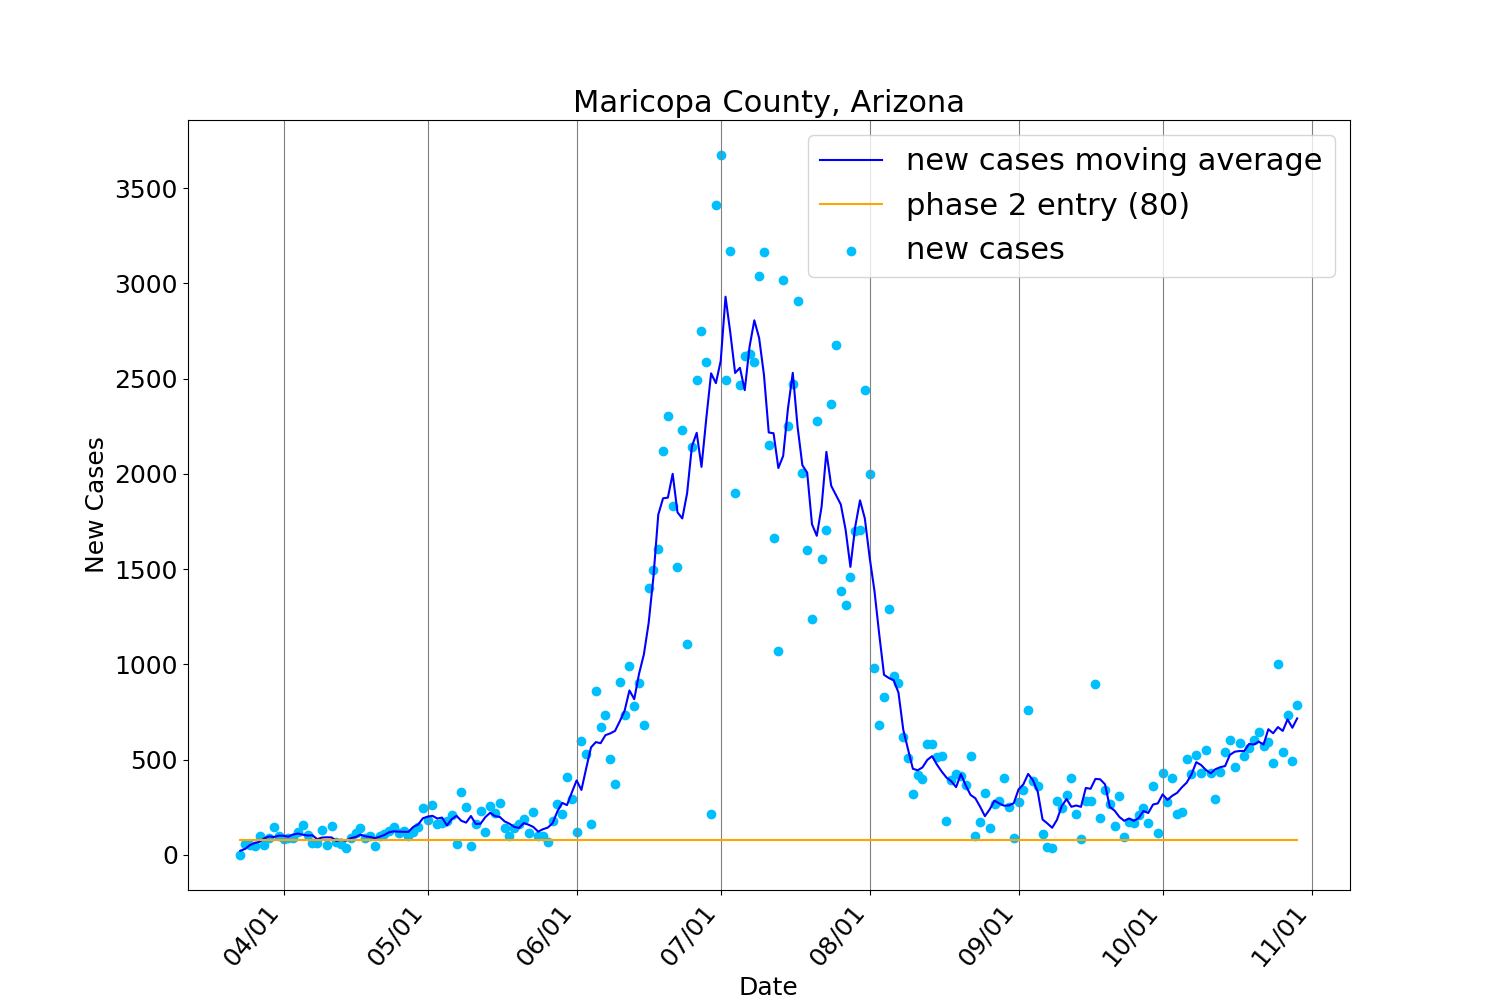 Maricopa County, Arizona
new cases moving average
phase 2 entry (80)
new cases
3500
3000
2500
2000
1500
1000
500
0
New Cases
04/01
05/01
06/01
07/01
08/01
09/01
10/01
11/01
Date